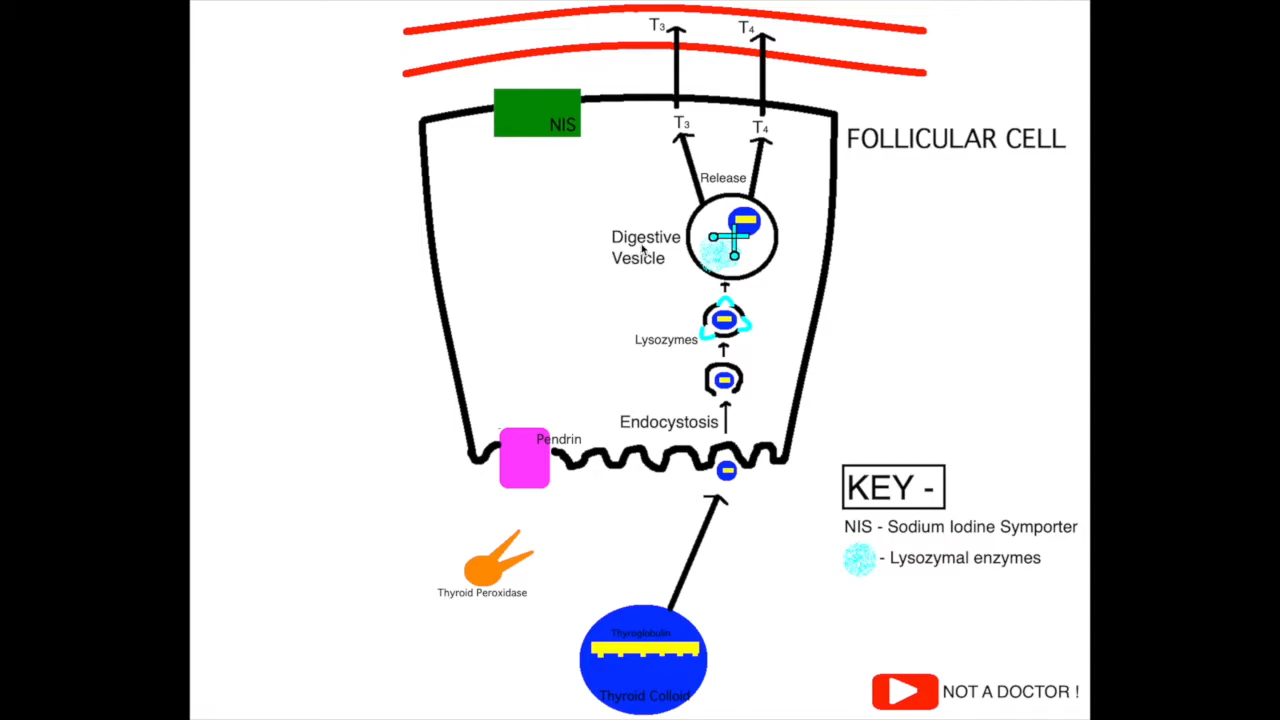 T3
T4
NIS
T3
T4
FOLLICULAR CELL
Release
Digestive
Vesicle
Lysozymes
Endocystosis
Pendrin
KEY -
NIS - Sodium Iodine Symporter
- Lysozymal enzymes
Thyroid Peroxidase
Thyroglobulin
Thyroid Colloid
NOT A DOCTOR !